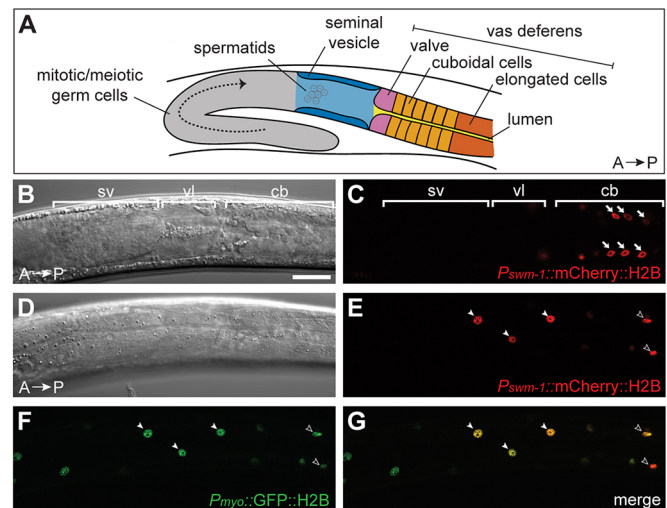 A
seminal
vesicle
spermatids
mitotic/meiotic
germ cells
vas deferens
valve
cuboidal cells
elongated cells
lumen
A→P
B
sv
vl
cb
A→P
C
sv
vl
cb
Pswm-1::mCherry::H2B
D
A→P
E
Pswm-1::mCherry::H2B
F
Pmyo::GFP::H2B
G
merge